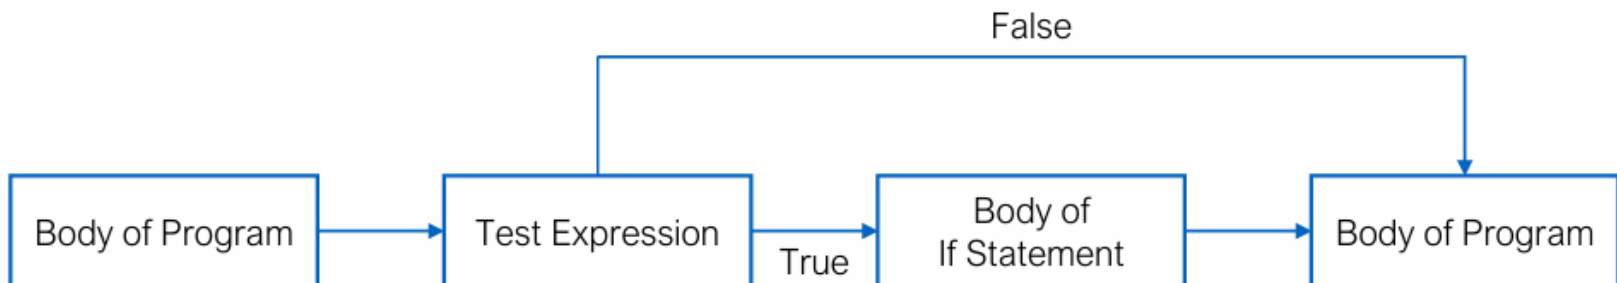 False
Body of Program
Test Expression
True
Body of
If Statement
Body of Program